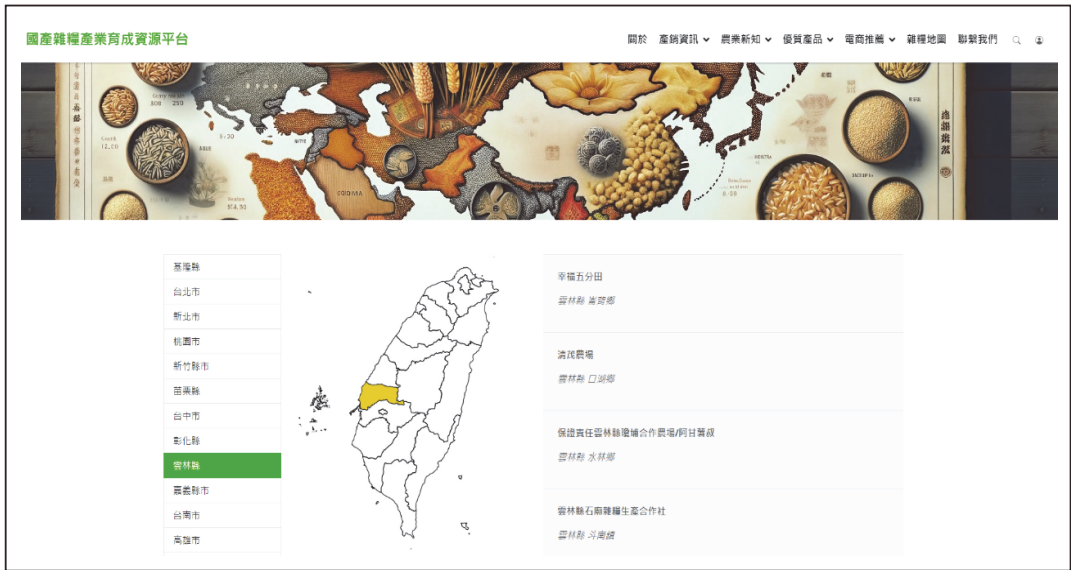 國產雜糧產業育成資源平台
關於 產銷資訊 農業新知 優質產品 電商推薦 雜糧地圖 聯繫我們
基隆縣
台北市
新北市
桃園市
新竹縣市
苗栗縣
台中市
彰化縣
雲林縣
嘉義縣市
台南市
高雄市
幸福五分田
雲林縣 崙背鄉
清茂農場
雲林縣 口湖鄉
保證責任雲林縣瓊埔合作農場/阿甘薯叔
雲林縣 水林鄉
雲林縣石廟雜糧生產合作社
雲林縣 斗南鎮